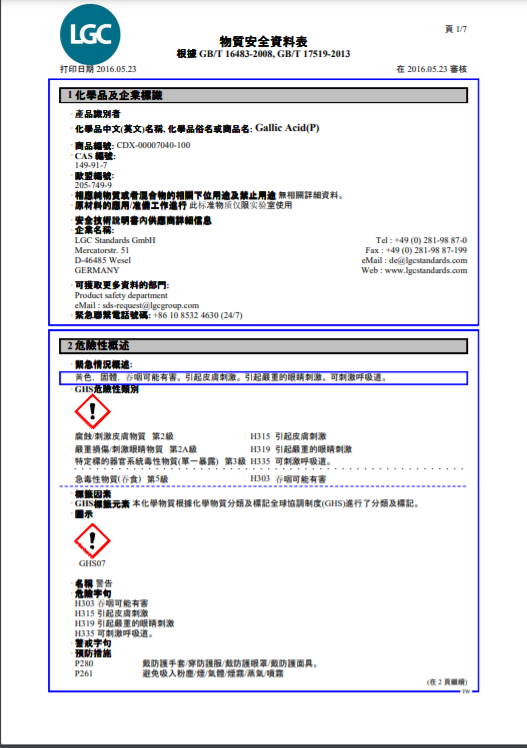 LGC
頁 1/7
物質安全資料表
根據 GB/T 16483-2008, GB/T 17519-2013
打印日期 2016.05.23
在 2016.05.23 審核
1 化學品及企業標識
· 產品識別者
· 化學品中文(英文)名稱, 化學品俗名或商品名: Gallic Acid(P)
· 商品編號: CDX-00007040-100
· CAS 編號:
149-91-7
· 歐盟編號:
205-749-9
· 相應純物質或者混合物的相關下位用途及禁止用途 無相關詳細資料。
· 原材料的應用/准備工作進行 此标准物质仅限实验室使用
· 安全技術說明書內供應商詳細信息
· 企業名稱:
LGC Standards GmbH
Mercatorstr. 51
D-46485 Wesel
GERMANY
Tel : +49 (0) 281-98 87-0
Fax : +49 (0) 281-98 87-199
eMail : de@lgcstandards.com
Web : www.lgcstandards.com
· 可獲取更多資料的部門:
Product safety department
eMail : sds-request@lgcgroup.com
· 緊急聯繫電話號碼: +86 10 8532 4630 (24/7)
2 危險性概述
· 緊急情況概述:
黃色. 固體. 吞咽可能有害。引起皮膚刺激。引起嚴重的眼睛刺激。可刺激呼吸道。
· GHS危險性類別
腐蝕/刺激皮膚物質 第2級 H315 引起皮膚刺激
嚴重損傷/刺激眼睛物質 第2A級 H319 引起嚴重的眼睛刺激
特定標的器官系統毒性物質(單一暴露) 第3級 H335 可刺激呼吸道。
急毒性物質(吞食) 第5級 H303 吞咽可能有害
· 標籤因素
· GHS標籤元素 本化學物質根據化學物質分類及標記全球協調制度(GHS)進行了分類及標記。
· 圖示
GHS07
· 名稱 警告
· 危險字句
H303 吞咽可能有害
H315 引起皮膚刺激
H319 引起嚴重的眼睛刺激
H335 可刺激呼吸道。
· 警戒字句
· 預防措施
P280 戴防護手套/穿防護服/戴防護眼罩/戴防護面具。
P261 避免吸入粉塵/煙/氣體/煙霧/蒸氣/噴霧
(在 2 頁繼續)
TW